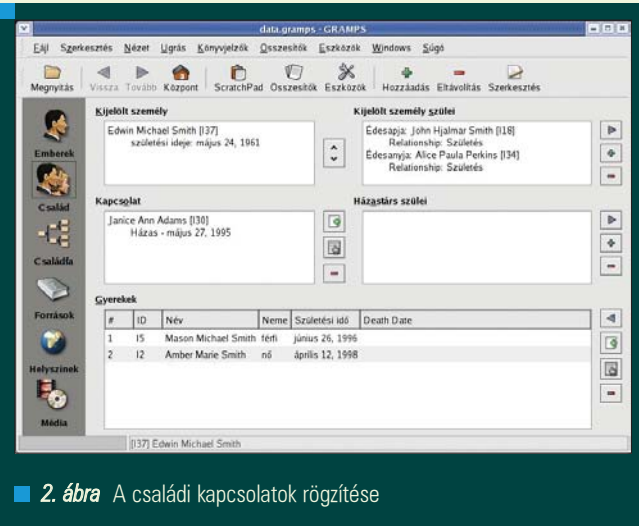 data.gramps - GRAMPS
Fájl Szerkesztés Nézet Ugrás Könyvjelzők Összesítők Eszközök Windows Súgó
Megnyitás Vissza Tovább Központ ScratchPad Összesítők Eszközök Hozzáadás Eltávolítás Szerkesztés
Emberek
Család
Családfa
Források
Helyszínek
Média
Kijelölt személy
Edwin Michael Smith [I37]
születési ideje: május 24, 1961
Kijelölt személy szülei
Édesapja: John Hjalmar Smith [I18]
Relationship: Születés
Édesanyja: Alice Paula Perkins [I34]
Relationship: Születés
Kapcsolat
Janice Ann Adams [I30]
Házas - május 27, 1995
Házastárs szülei
Gyerekek
# ID Név Neme Születési idő Death Date
1 I5 Mason Michael Smith férfi június 26, 1996
2 I2 Amber Marie Smith nő április 12, 1998
[I37] Edwin Michael Smith
2. ábra A családi kapcsolatok rögzítése